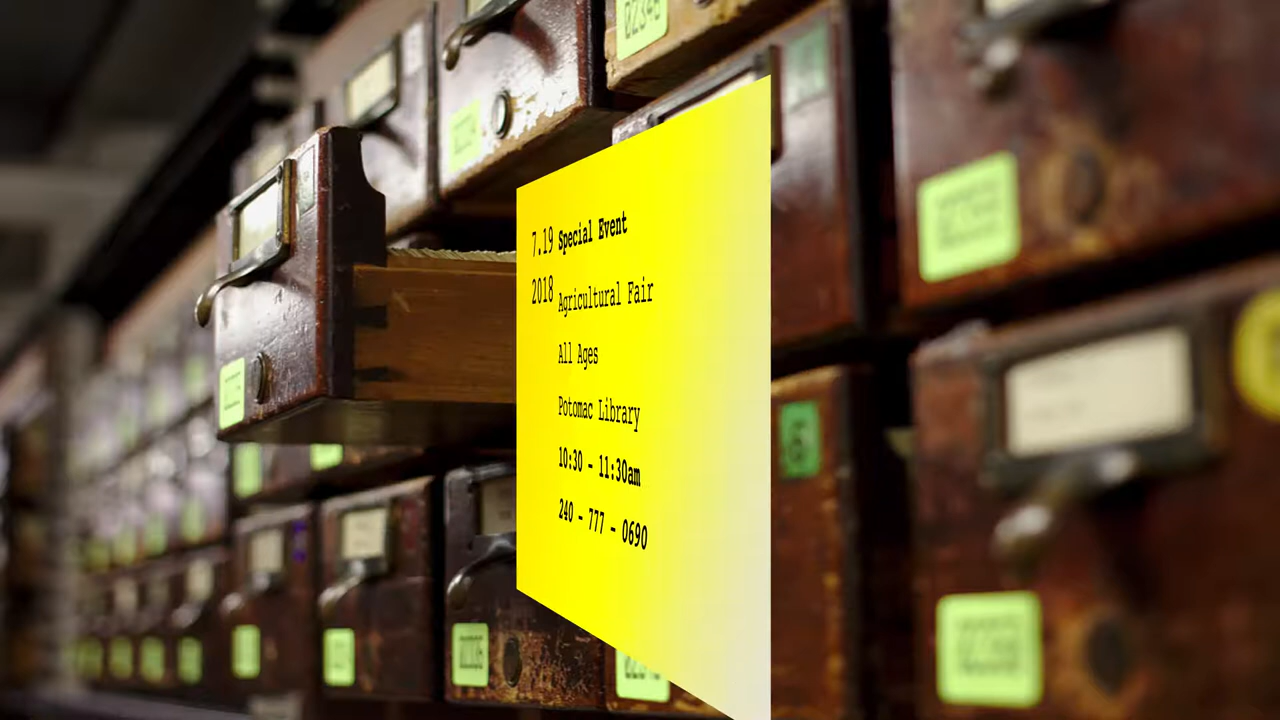 7.19 Special Event
2018 Agricultural Fair
All Ages
Potomac Library
10:30 - 11:30am
240 - 777 - 0690